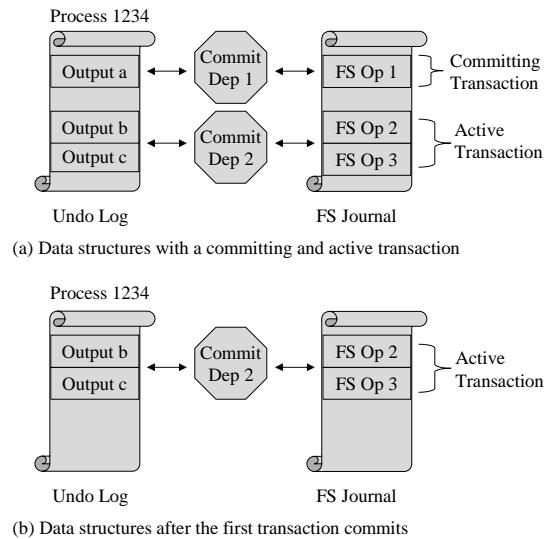 Process 1234
Output a
Commit
Dep 1
FS Op 1
Committing
Transaction
Output b
Output c
Commit
Dep 2
FS Op 2
FS Op 3
Active
Transaction
Undo Log
FS Journal
(a) Data structures with a committing and active transaction
Process 1234
Output b
Output c
Commit
Dep 2
FS Op 2
FS Op 3
Active
Transaction
Undo Log
FS Journal
(b) Data structures after the first transaction commits